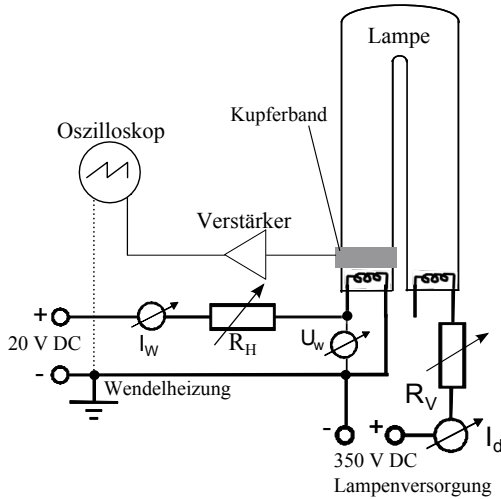 Lampe
Kupferband
Oszilloskop
Verstärker
+
20 V DC
-
I_W
R_H
U_w
Wendelheizung
R_V
-
+
I_d
350 V DC
Lampenversorgung